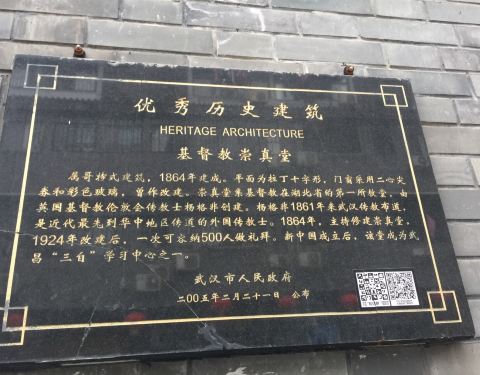 优秀历史建筑
HERITAGE ARCHITECTURE
基督教崇真堂
属哥特式建筑，1864年建成。平面为拉丁十字形，门窗采用二心尖
券和彩色玻璃，曾作改建。崇真堂系基督教在湖北省的第一所教堂，由
英国基督教伦敦会传教士杨格非创建。杨格非1861年来武汉传教布道，
是近代最先到华中地区传道的外国传教士。1864年，主持修建崇真堂，
1924年改建后，一次可容纳500人做礼拜。新中国成立后，该堂成为武
昌“三自”学习中心之一。
武汉市人民政府
二00五年二月二十一日 公布